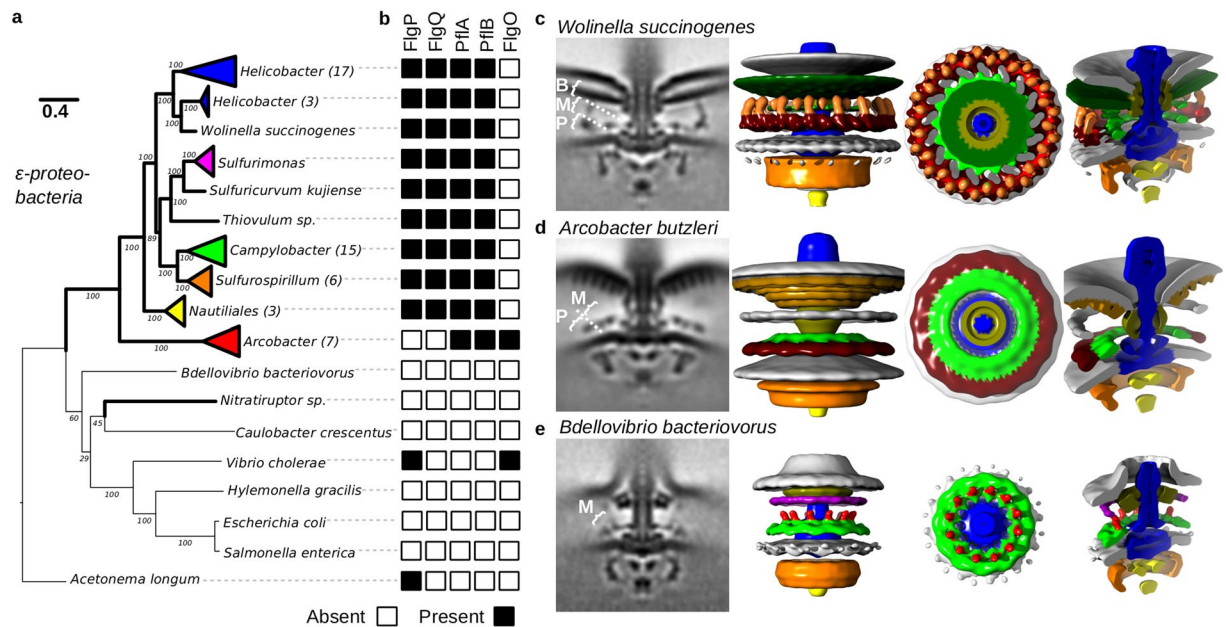 a
b
c
Wolinella succinogenes
FlgP
FlgQ
PflA
PflB
FlgO
0.4
ε-proteo-
bacteria
Helicobacter (17)
Helicobacter (3)
Wolinella succinogenes
Sulfurimonas
Sulfuricurvum kujiense
Thiovulum sp.
Campylobacter (15)
Sulfurospirillum (6)
Nautiliales (3)
Arcobacter (7)
Bdellovibrio bacteriovorus
Nitratiruptor sp.
Caulobacter crescentus
Vibrio cholerae
Hylemonella gracilis
Escherichia coli
Salmonella enterica
Acetonema longum
100
100
100
100
100
100
89
100
100
100
100
100
100
60
45
29
100
100
100
Absent
Present
B
M
P
d
Arcobacter butzleri
M
P
e
Bdellovibrio bacteriovorus
M